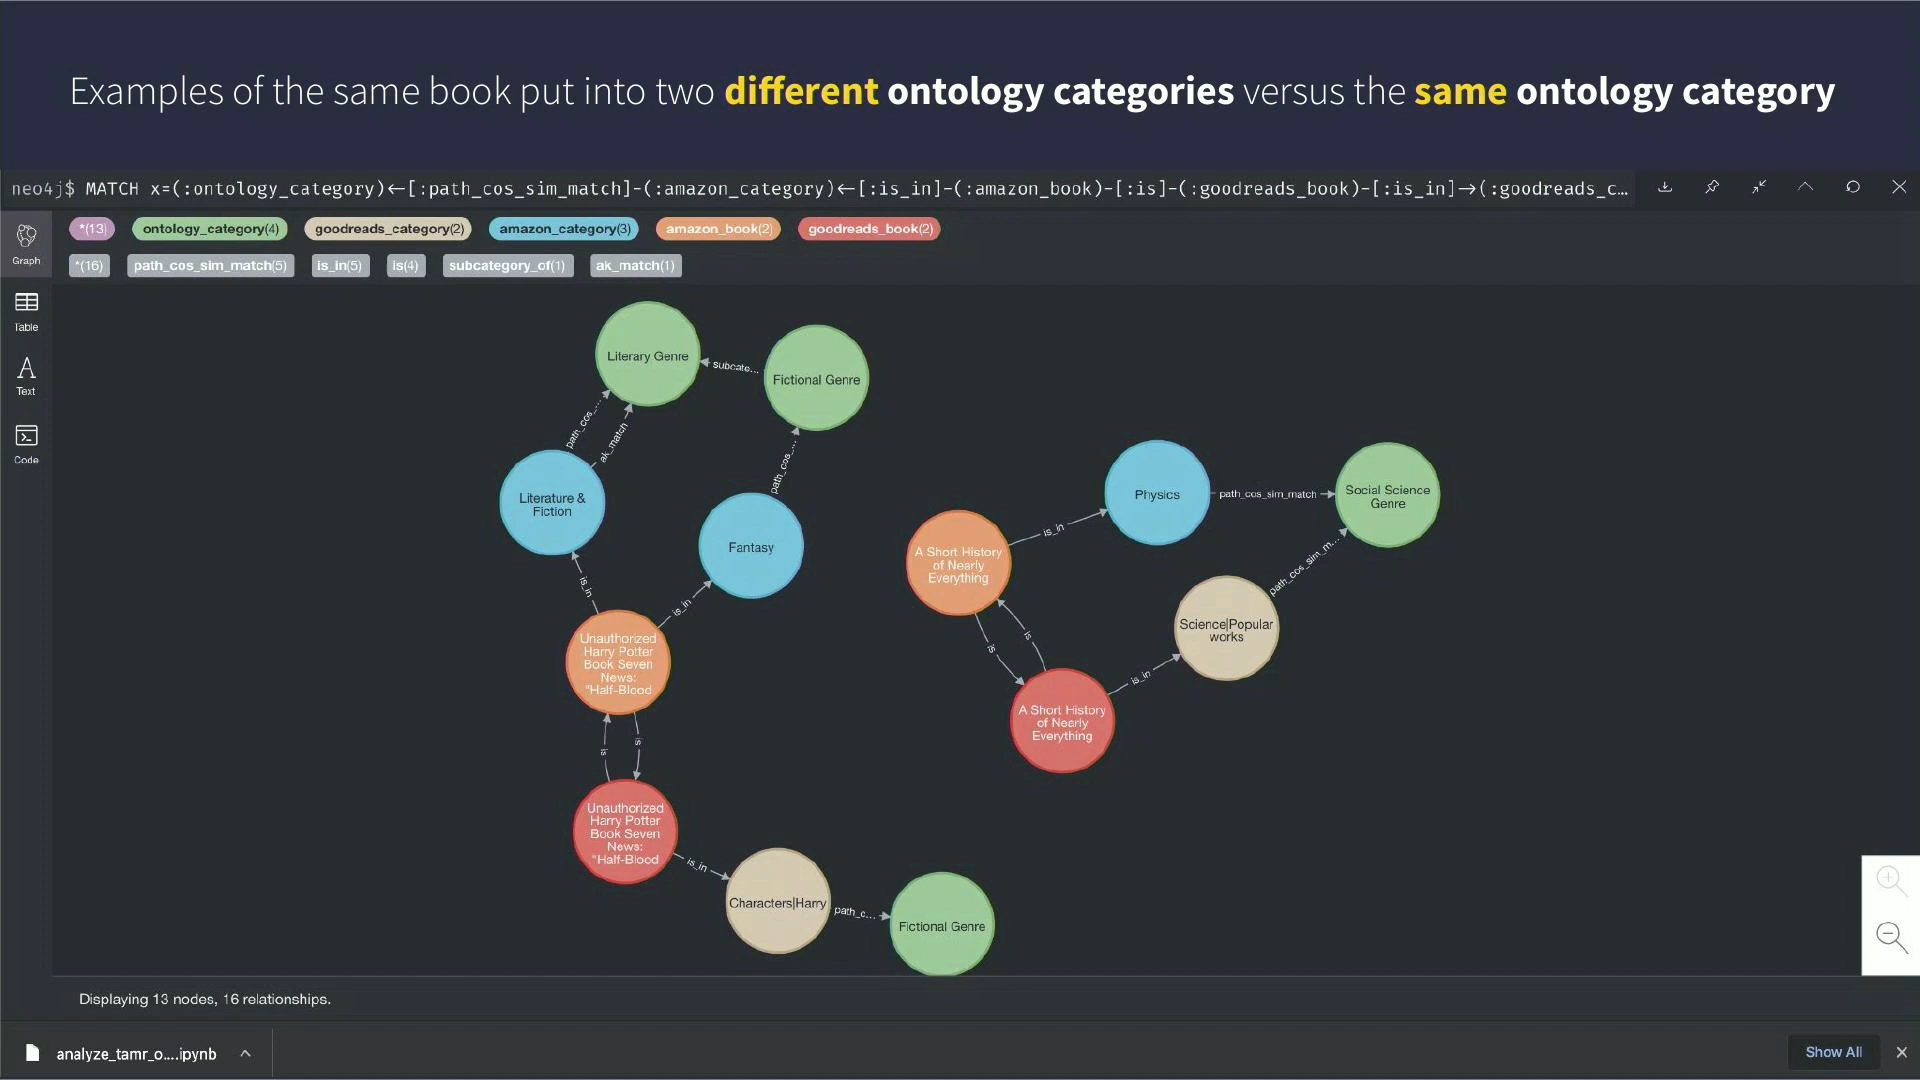 Examples of the same book put into two different ontology categories versus the same ontology category
neo4j$ MATCH x=(:ontology_category)←[:path_cos_sim_match]-(:amazon_category)←[:is_in]-(:amazon_book)-[:is]-(:goodreads_book)-[:is_in]→(:goodreads_c…
*(13) ontology_category(4) goodreads_category(2) amazon_category(3) amazon_book(2) goodreads_book(2)
*(16) path_cos_sim_match(5) is_in(5) is(4) subcategory_of(1) ak_match(1)
Graph
Table
Text
Code
Literary Genre
subcate…
Fictional Genre
path_cos_…
ak_match
path_cos_…
Literature &
Fiction
Fantasy
is_in
is_in
Unauthorized
Harry Potter
Book Seven
News:
"Half-Blood
is
is
Unauthorized
Harry Potter
Book Seven
News:
"Half-Blood
is_in
Characters|Harry
path_c…
Fictional Genre
A Short History
of Nearly
Everything
is_in
Physics
path_cos_sim_match
Social Science
Genre
is
is
A Short History
of Nearly
Everything
is_in
Science|Popular
works
path_cos_sim_m…
Displaying 13 nodes, 16 relationships.
analyze_tamr_o....ipynb
Show All